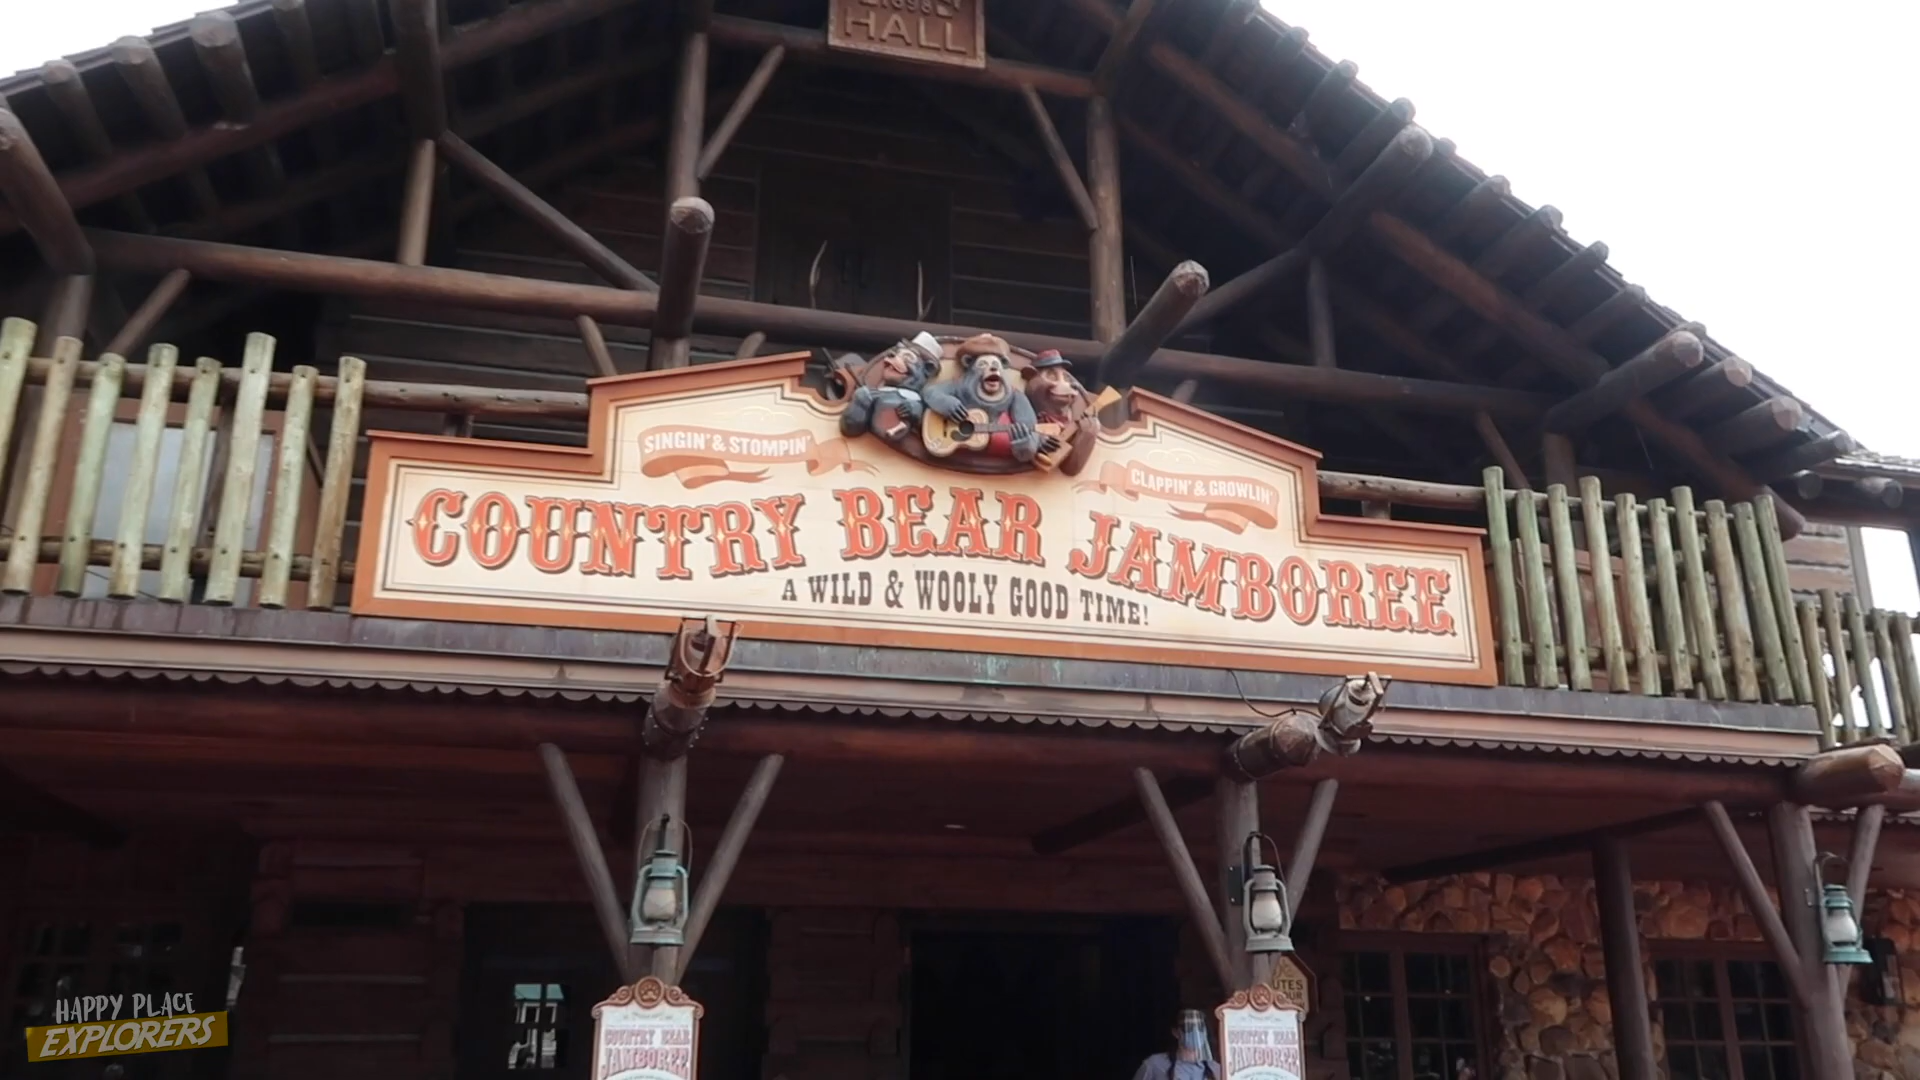 1898
HALL
SINGIN' & STOMPIN'
CLAPPIN' & GROWLIN'
COUNTRY BEAR JAMBOREE
A WILD & WOOLY GOOD TIME!
COUNTRY BEAR
JAMBOREE
COUNTRY BEAR
JAMBOREE
HAPPY PLACE
EXPLORERS